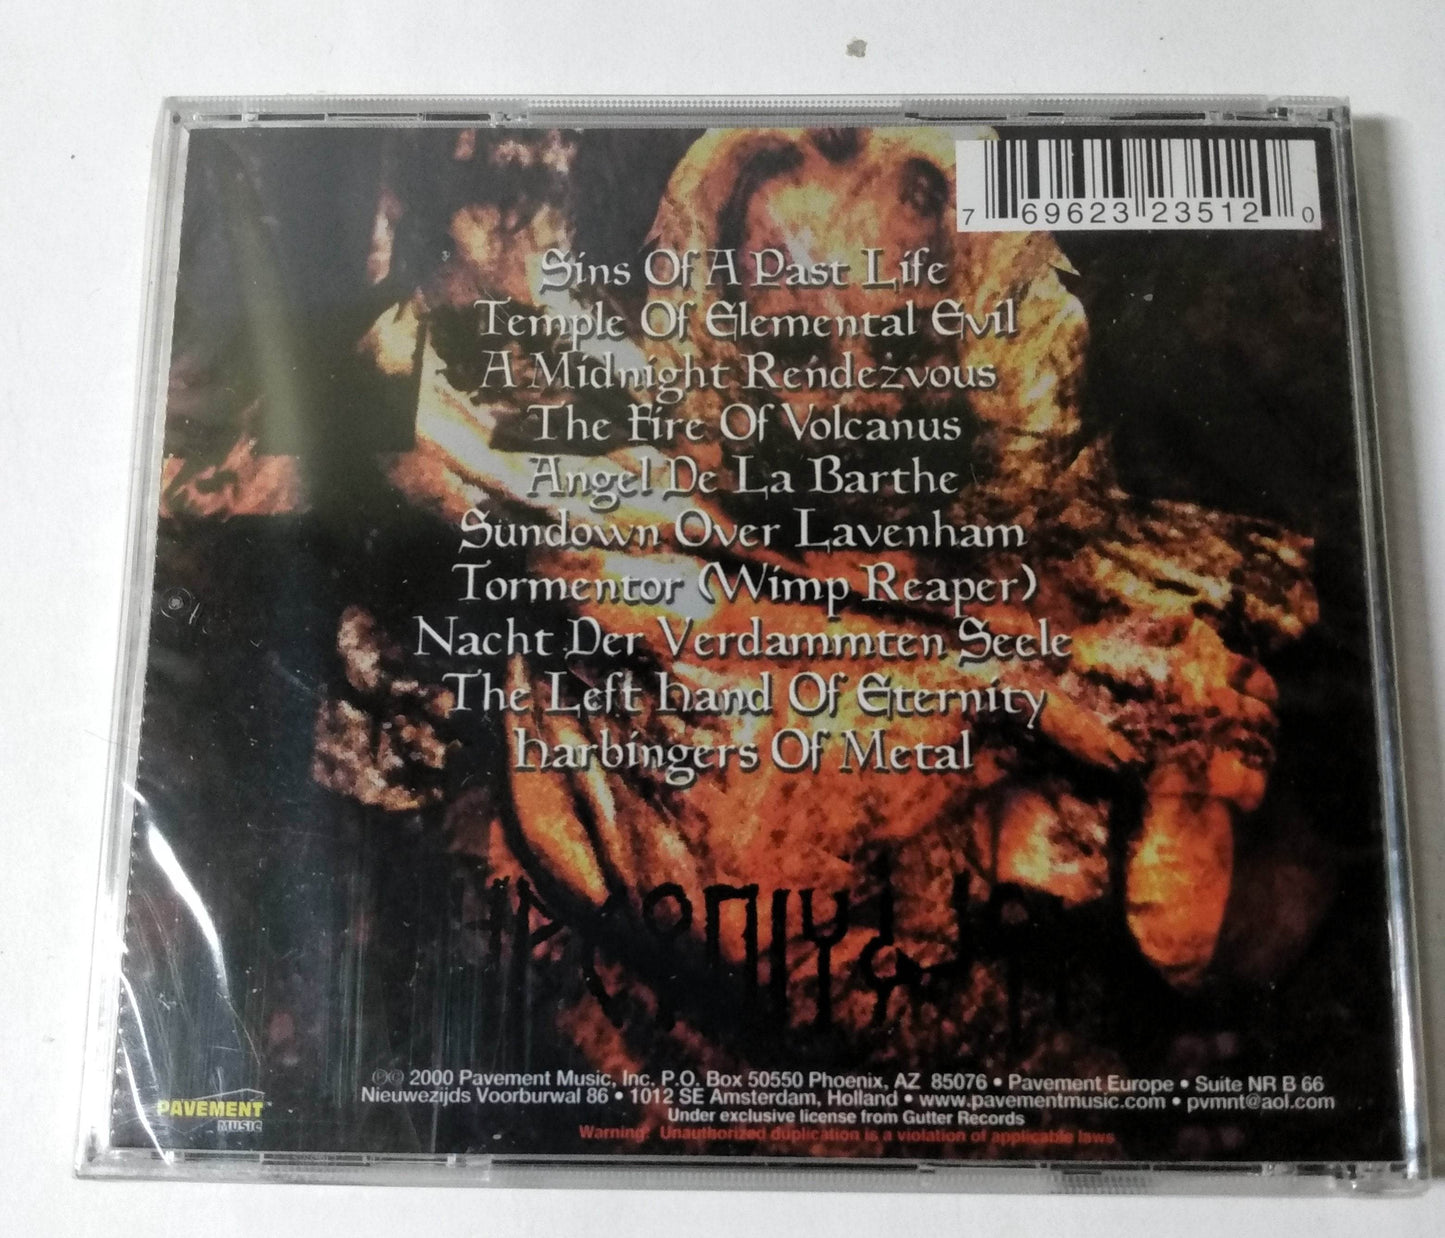 7 69623 23512 0
Sins Of A Past Life
Temple Of Elemental Evil
A Midnight Rendezvous
The Fire Of Volcanus
Angel De La Barthe
Sundown Over Lavenham
Tormentor (Wimp Reaper)
Nacht Der Verdammten Seele
The Left Hand Of Eternity
Harbingers Of Metal
℗© 2000 Pavement Music, Inc. P.O. Box 50550 Phoenix, AZ 85076 • Pavement Europe • Suite NR B 66
Nieuwezijds Voorburwal 86 • 1012 SE Amsterdam, Holland • www.pavementmusic.com • pvmnt@aol.com
Under exclusive license from Gutter Records
Warning: Unauthorized duplication is a violation of applicable laws
PAVEMENT
MUSIC